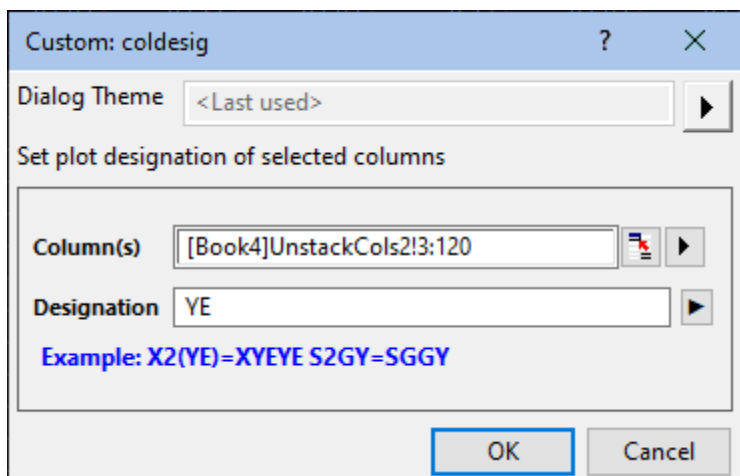 Custom: coldesig ?
Dialog Theme <Last used>
Set plot designation of selected columns
Column(s) [Book4]UnstackCols2!3:120
Designation YE
Example: X2(YE)=XYEYE S2GY=SGGY
OK Cancel